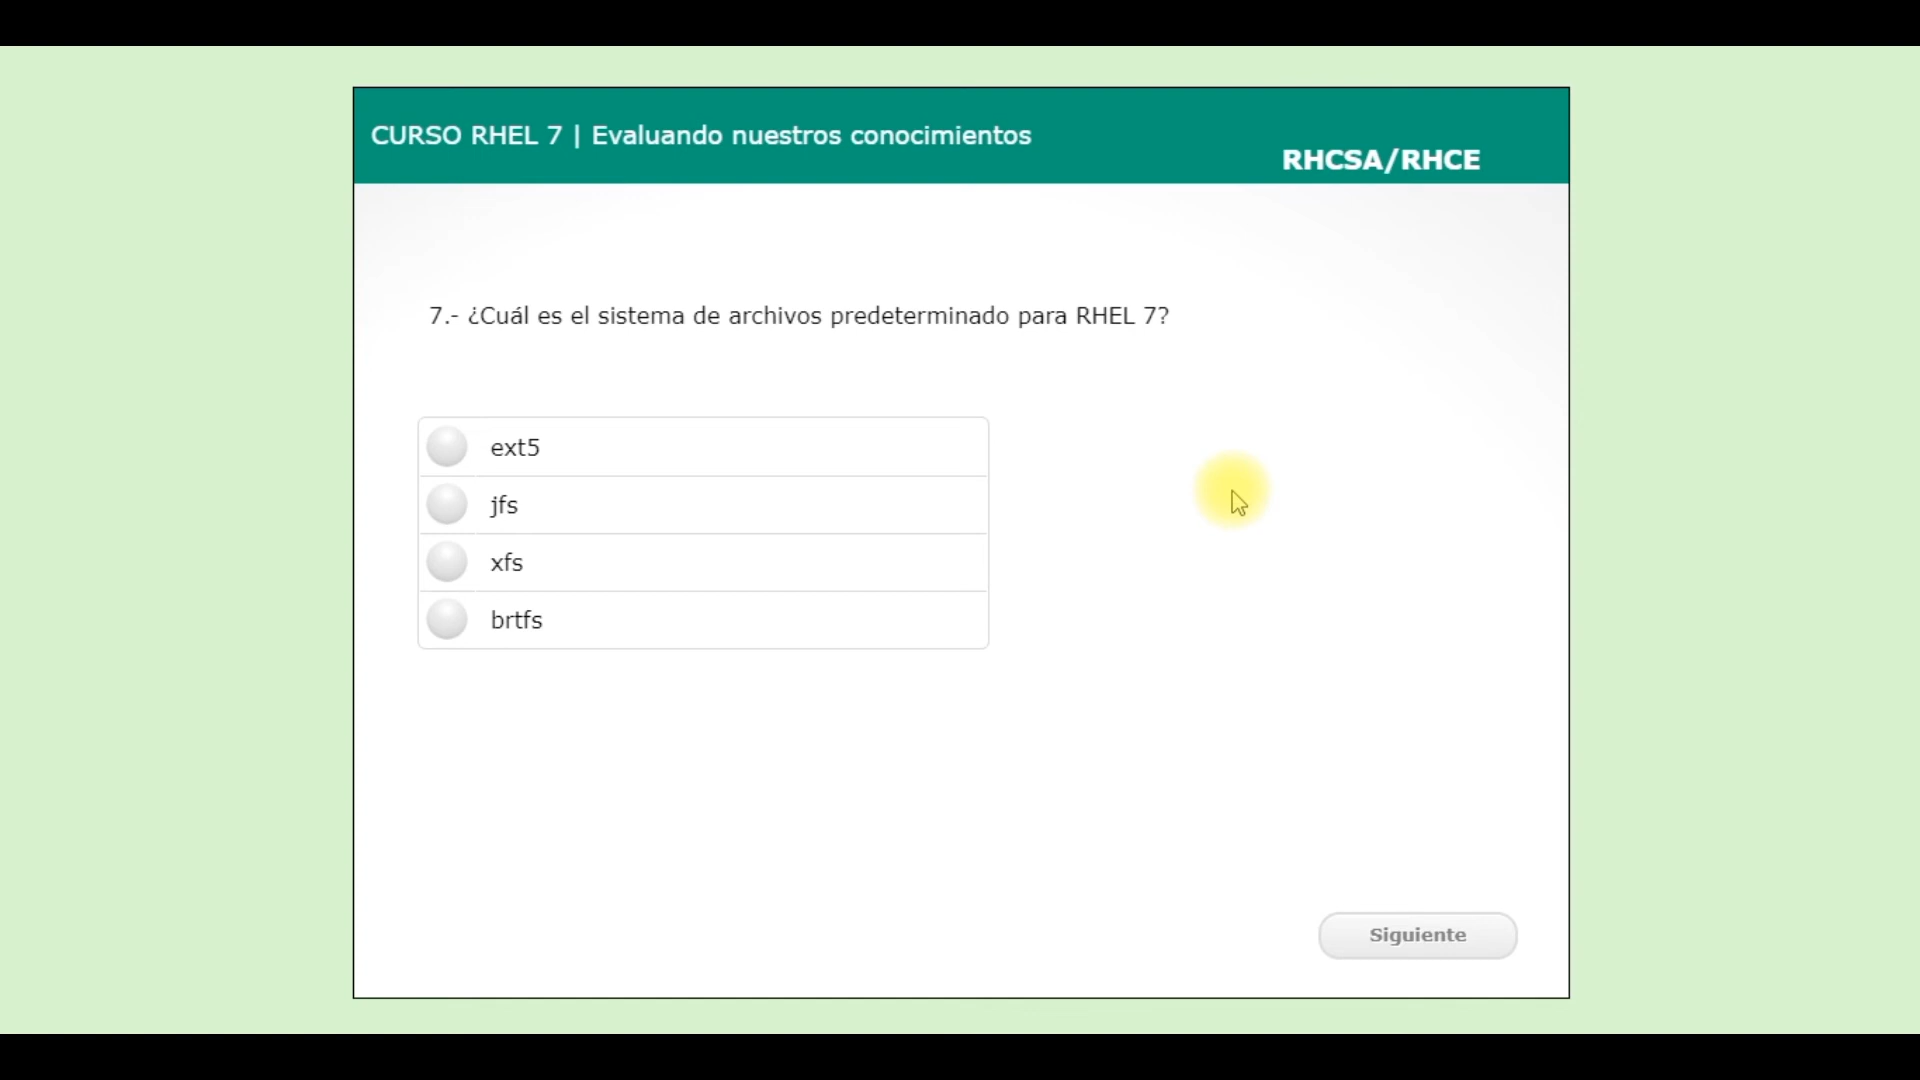 CURSO RHEL 7 | Evaluando nuestros conocimientos
RHCSA/RHCE
7.- ¿Cuál es el sistema de archivos predeterminado para RHEL 7?
ext5
jfs
xfs
brtfs
Siguiente